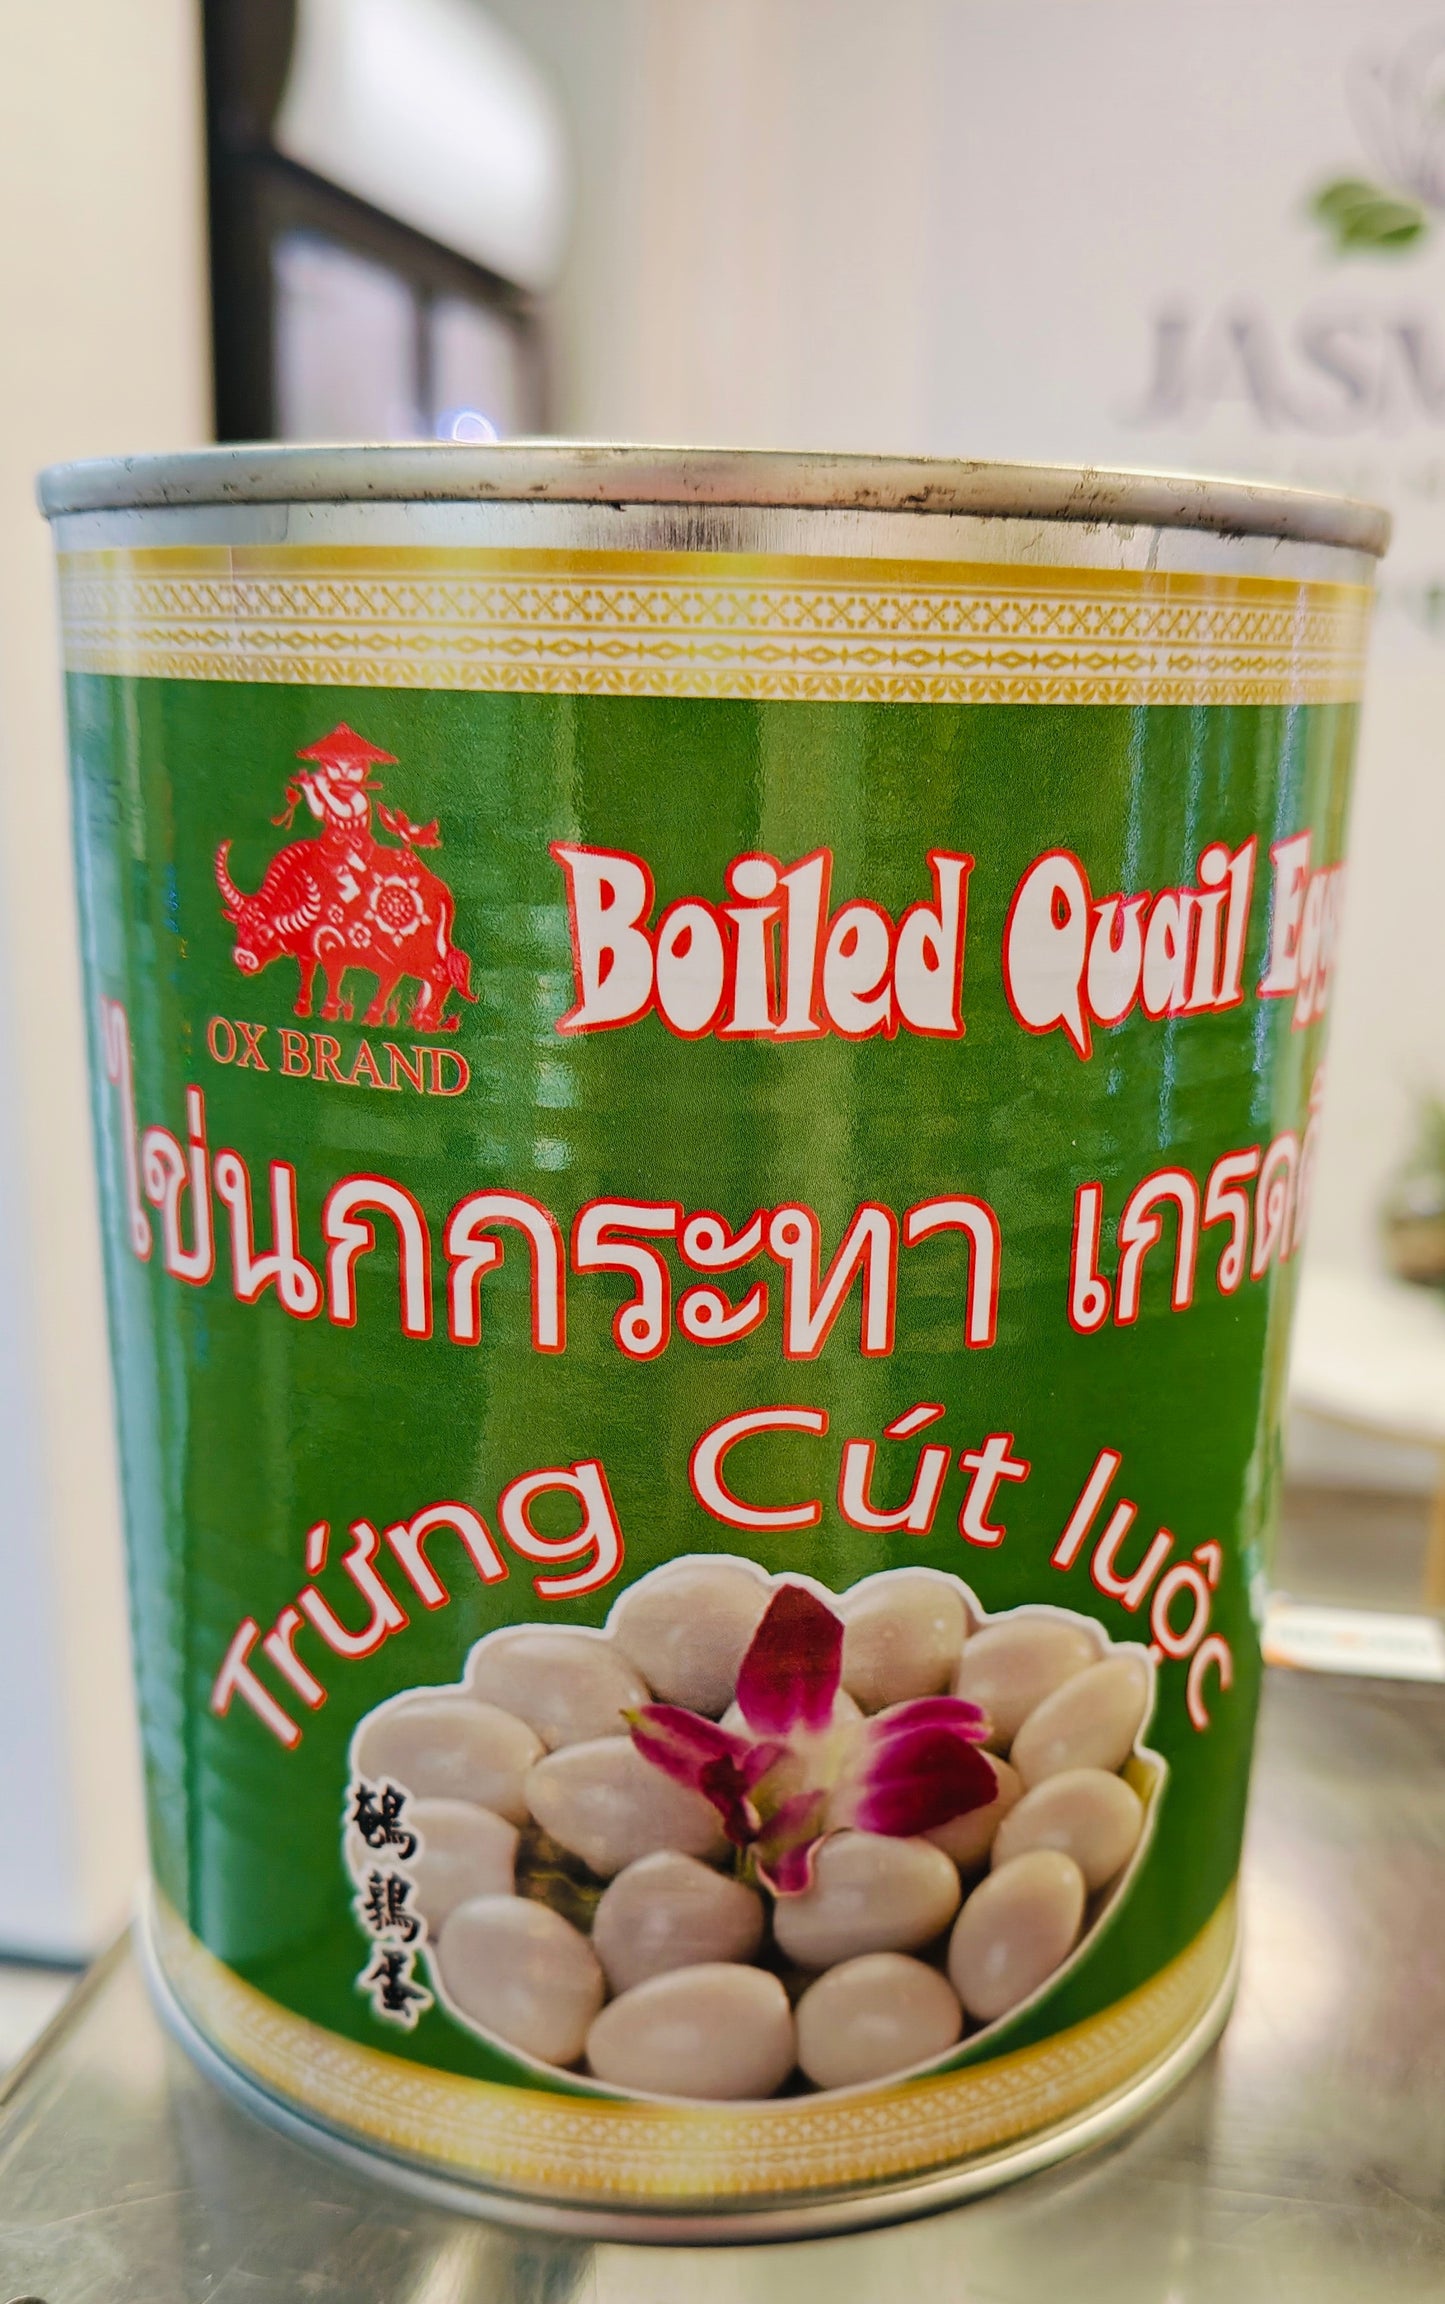 JASM
OX BRAND
Boiled Quail Egg
ไข่นกกระทา เกรด
Trứng Cút luộc
鵪鶉蛋